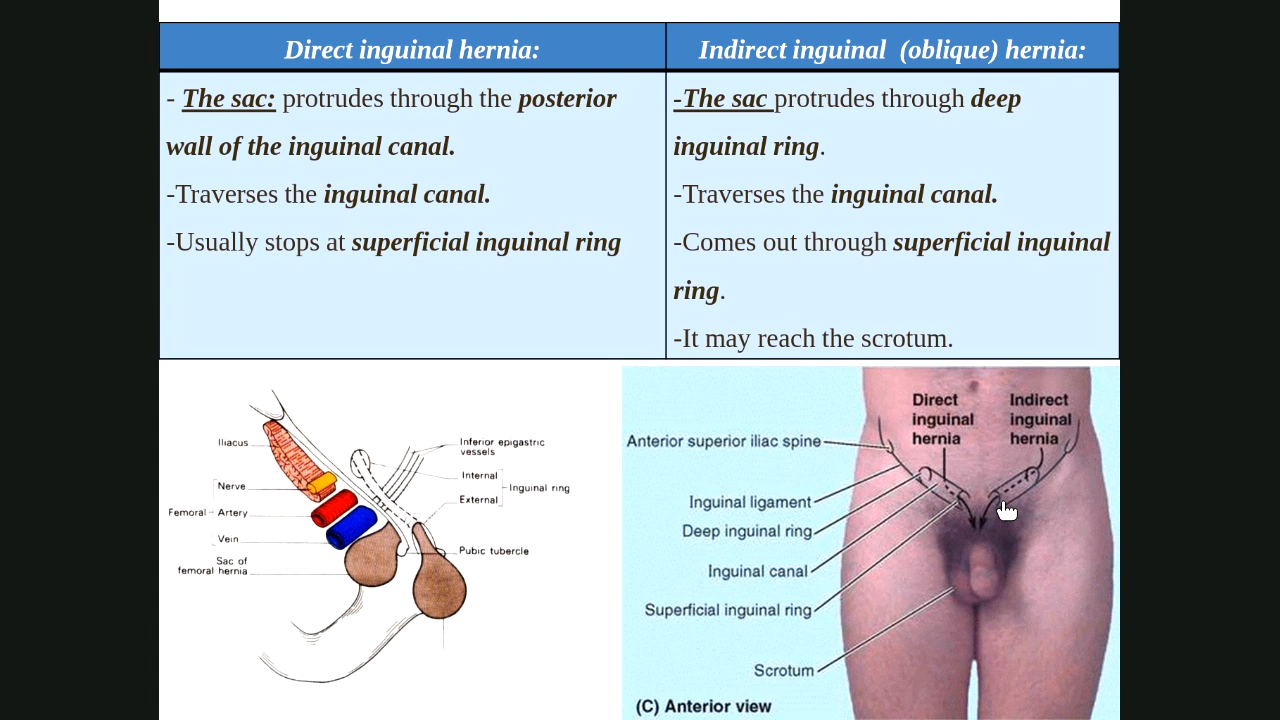 Direct inguinal hernia:
Indirect inguinal (oblique) hernia:
- The sac: protrudes through the posterior
wall of the inguinal canal.
-Traverses the inguinal canal.
-Usually stops at superficial inguinal ring
-The sac protrudes through deep
inguinal ring.
-Traverses the inguinal canal.
-Comes out through superficial inguinal
ring.
-It may reach the scrotum.
Iliacus
Nerve
Femoral
Artery
Vein
Sac of
femoral hernia
Inferior epigastric
vessels
Internal
Inguinal ring
External
Pubic tubercle
Direct
inguinal
hernia
Indirect
inguinal
hernia
Anterior superior iliac spine
Inguinal ligament
Deep inguinal ring
Inguinal canal
Superficial inguinal ring
Scrotum
(C) Anterior view